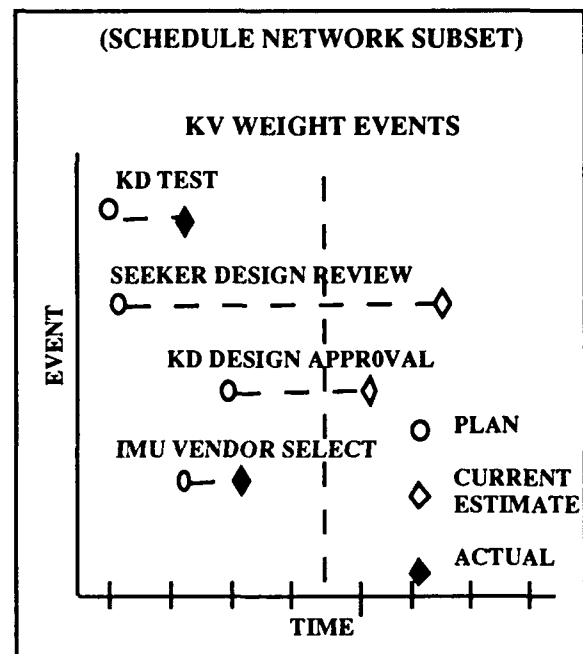 (SCHEDULE NETWORK SUBSET)
KV WEIGHT EVENTS
KD TEST
SEEKER DESIGN REVIEW
KD DESIGN APPR0VAL
IMU VENDOR SELECT
PLAN
CURRENT
ESTIMATE
ACTUAL
EVENT
TIME